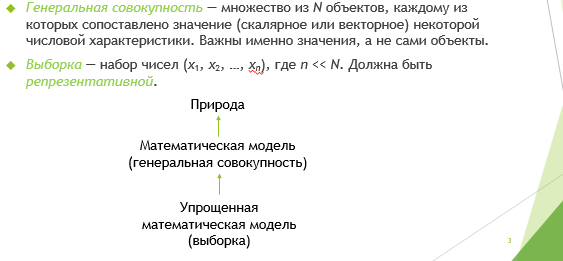 Генеральная совокупность — множество из N объектов, каждому из
которых сопоставлено значение (скалярное или векторное) некоторой
числовой характеристики. Важны именно значения, а не сами объекты.
Выборка — набор чисел (x₁, x₂, …, xₙ), где n << N. Должна быть
репрезентативной.
Природа
Математическая модель
(генеральная совокупность)
Упрощенная
математическая модель
(выборка)
3